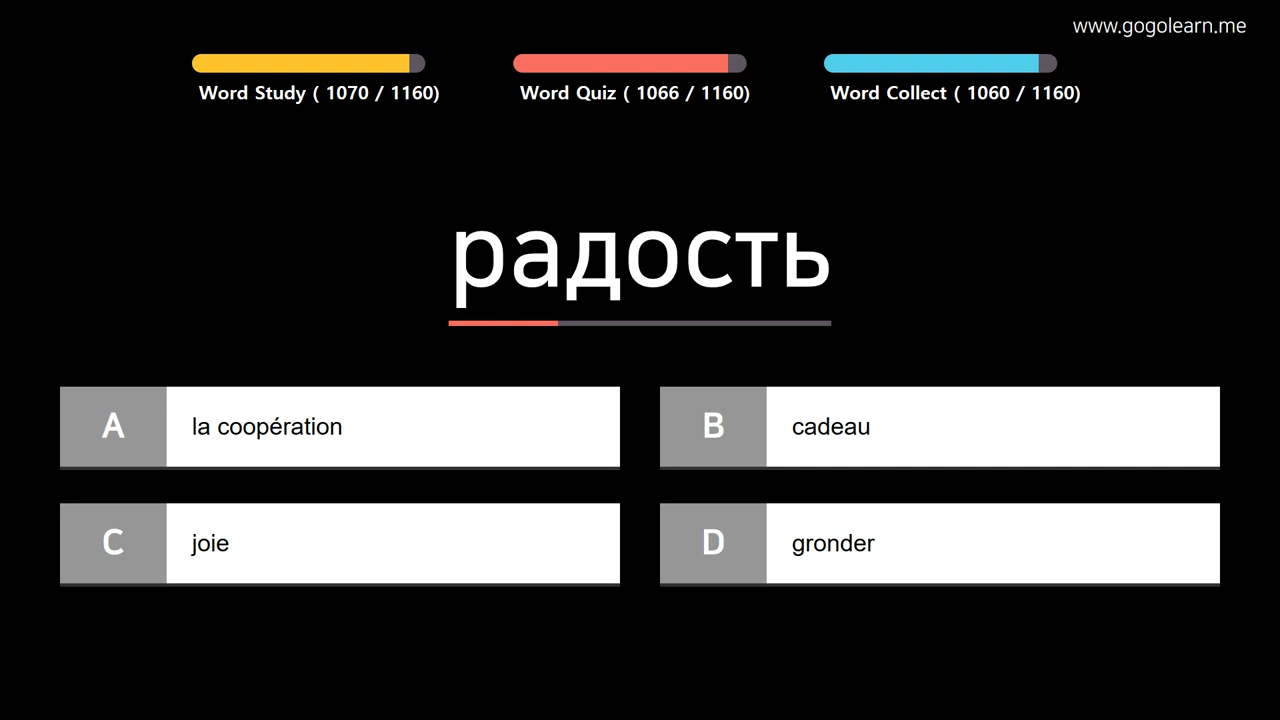 www.gogolearn.me
Word Study ( 1070 / 1160)
Word Quiz ( 1066 / 1160)
Word Collect ( 1060 / 1160)
радость
A la coopération
B cadeau
C joie
D gronder